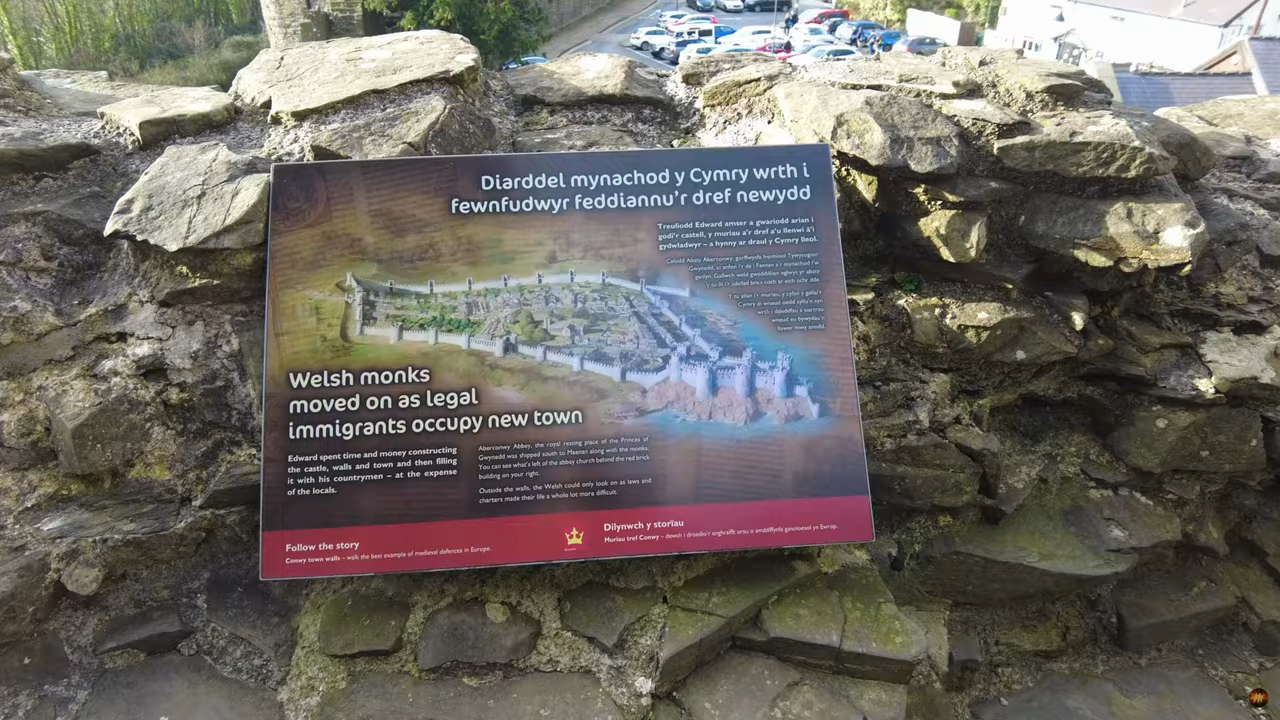 Diarddel mynachod y Cymry wrth i
fewnfudwyr feddiannu'r dref newydd
Treuliodd Edward amser a gwariodd arian i
godi'r castell, y muriau a'r dref a'u llenwi â'i
gydwladwyr – a hynny ar draul y Cymry lleol.
Welsh monks
moved on as legal
immigrants occupy new town
Edward spent time and money constructing
the castle, walls and town and then filling
it with his countrymen – at the expense
of the locals.
Aberconwy Abbey, the royal resting place of the Princes of
Gwynedd was shipped south to Maenan along with the monks.
You can see what's left of the abbey church behind the red brick
building on your right.
Outside the walls, the Welsh could only look on as laws and
charters made their life a whole lot more difficult.
Follow the story
Conwy town walls – walk the best example of medieval defences in Europe.
Dilynwch y storïau
Muriau tref Conwy – dewch i droedio'r enghraifft orau o amddiffynfa ganoloesol yn Ewrop.